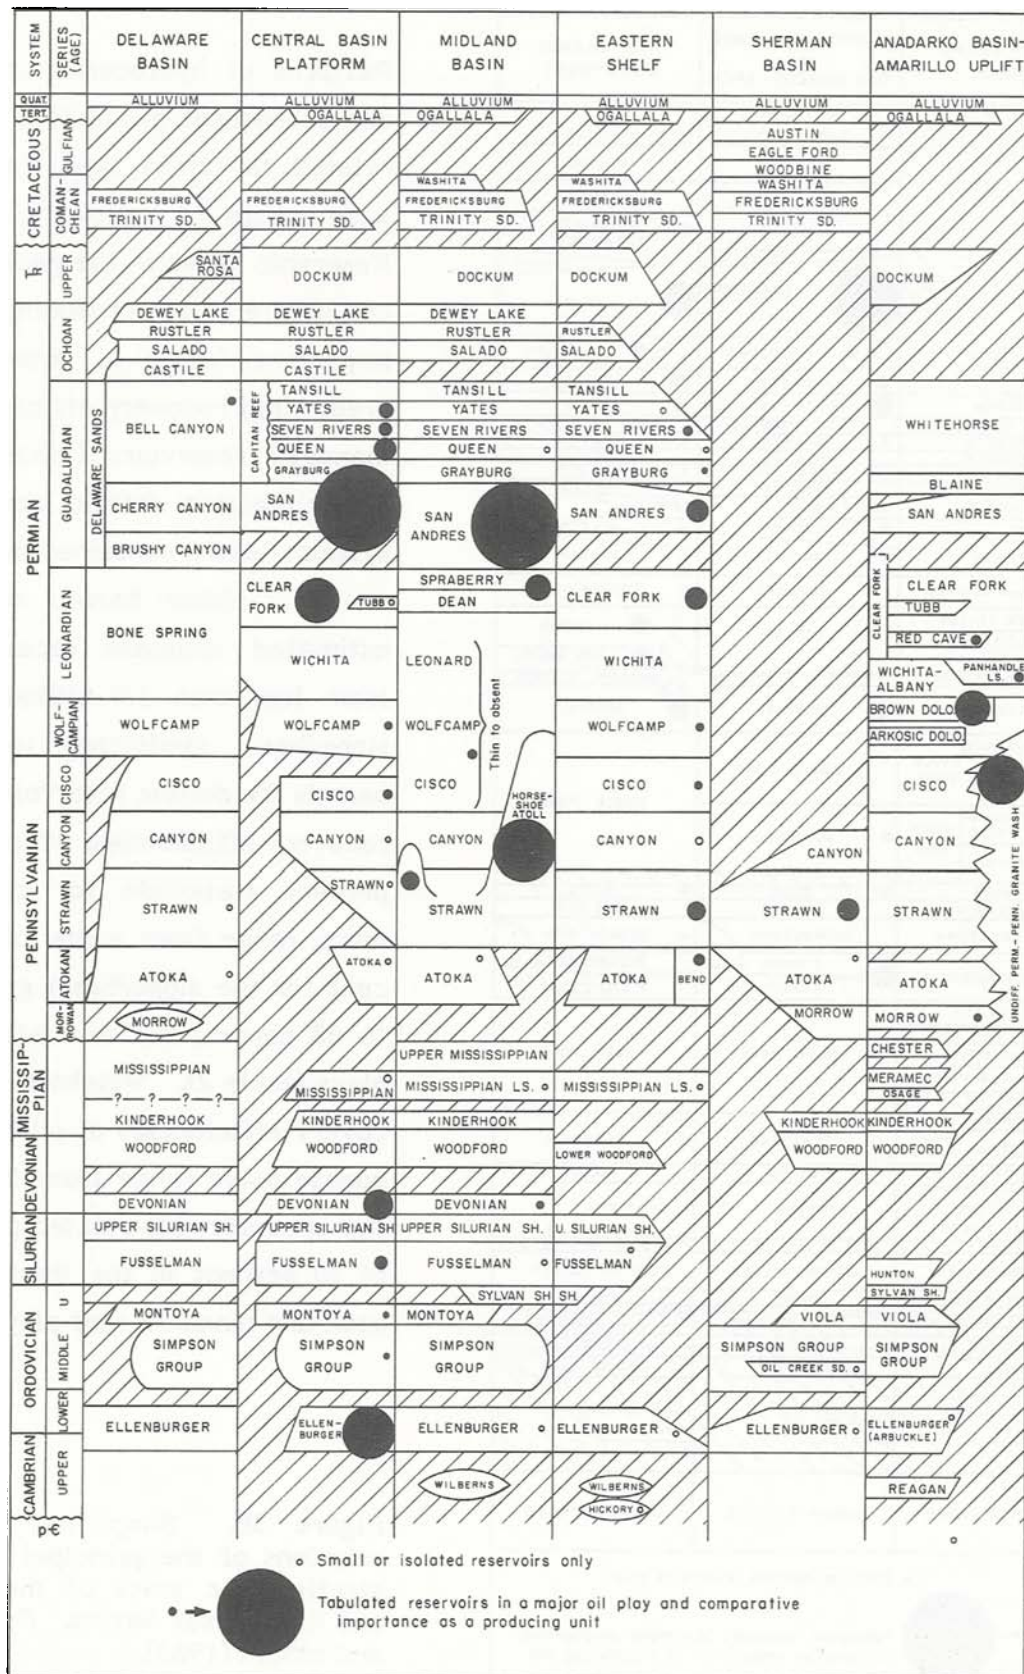 SYSTEM
SERIES (AGE)
DELAWARE BASIN
CENTRAL BASIN PLATFORM
MIDLAND BASIN
EASTERN SHELF
SHERMAN BASIN
ANADARKO BASIN-AMARILLO UPLIFT
QUAT.
ALLUVIUM ALLUVIUM ALLUVIUM ALLUVIUM ALLUVIUM ALLUVIUM
TERT.
OGALLALA OGALLALA OGALLALA OGALLALA
CRETACEOUS
GULFIAN
AUSTIN
EAGLE FORD
WOODBINE
COMAN-CHEAN
WASHITA WASHITA WASHITA
FREDERICKSBURG FREDERICKSBURG FREDERICKSBURG FREDERICKSBURG FREDERICKSBURG
TRINITY SD. TRINITY SD. TRINITY SD. TRINITY SD. TRINITY SD.
UPPER
SANTA ROSA
DOCKUM DOCKUM DOCKUM DOCKUM
PERMIAN
OCHOAN
DEWEY LAKE DEWEY LAKE DEWEY LAKE
RUSTLER RUSTLER RUSTLER RUSTLER
SALADO SALADO SALADO SALADO
CASTILE CASTILE
GUADALUPIAN
DELAWARE SANDS
CAPITAN REEF
TANSILL TANSILL TANSILL
YATES YATES YATES
BELL CANYON SEVEN RIVERS SEVEN RIVERS SEVEN RIVERS WHITEHORSE
QUEEN QUEEN QUEEN
GRAYBURG GRAYBURG GRAYBURG
BLAINE
CHERRY CANYON
SAN ANDRES
SAN ANDRES
SAN ANDRES SAN ANDRES
BRUSHY CANYON
LEONARDIAN
CLEAR FORK
SPRABERRY
DEAN
TUBB
CLEAR FORK
CLEAR FORK
CLEAR FORK
TUBB
RED CAVE
BONE SPRING
WICHITA LEONARD WICHITA
WICHITA-ALBANY
PANHANDLE LS.
Thin to absent
WOLF-CAMPIAN
WOLFCAMP WOLFCAMP WOLFCAMP WOLFCAMP
BROWN DOLO.
ARKOSIC DOLO.
PENNSYLVANIAN
CISCO
CISCO CISCO CISCO CISCO CISCO
HORSE-SHOE ATOLL
UNDIFF. PERM.-PENN. GRANITE WASH
CANYON
CANYON CANYON CANYON CANYON CANYON CANYON
STRAWN
STRAWN STRAWN STRAWN STRAWN STRAWN STRAWN
ATOKAN
ATOKA ATOKA ATOKA ATOKA BEND ATOKA ATOKA
MOR-ROWAN
MORROW MORROW MORROW
MISSISSIP-PIAN
UPPER MISSISSIPPIAN
CHESTER
MISSISSIPPIAN MISSISSIPPIAN MISSISSIPPIAN LS. MISSISSIPPIAN LS.
MERAMEC
OSAGE
? ? ? ?
KINDERHOOK KINDERHOOK KINDERHOOK KINDERHOOK KINDERHOOK
DEVONIAN
WOODFORD WOODFORD WOODFORD LOWER WOODFORD WOODFORD WOODFORD
DEVONIAN DEVONIAN DEVONIAN
SILURIAN
UPPER SILURIAN SH. UPPER SILURIAN SH UPPER SILURIAN SH. U. SILURIAN SH.
FUSSELMAN FUSSELMAN FUSSELMAN FUSSELMAN
HUNTON
ORDOVICIAN
U
SYLVAN SH SH.
SYLVAN SH.
MONTOYA MONTOYA MONTOYA
VIOLA VIOLA
MIDDLE
SIMPSON GROUP
SIMPSON GROUP
SIMPSON GROUP
SIMPSON GROUP
OIL CREEK SD.
SIMPSON GROUP
LOWER
ELLENBURGER
ELLEN-BURGER
ELLENBURGER ELLENBURGER ELLENBURGER
ELLENBURGER (ARBUCKLE)
CAMBRIAN
UPPER
WILBERNS WILBERNS
HICKORY
REAGAN
p-Є
Small or isolated reservoirs only
Tabulated reservoirs in a major oil play and comparative
importance as a producing unit